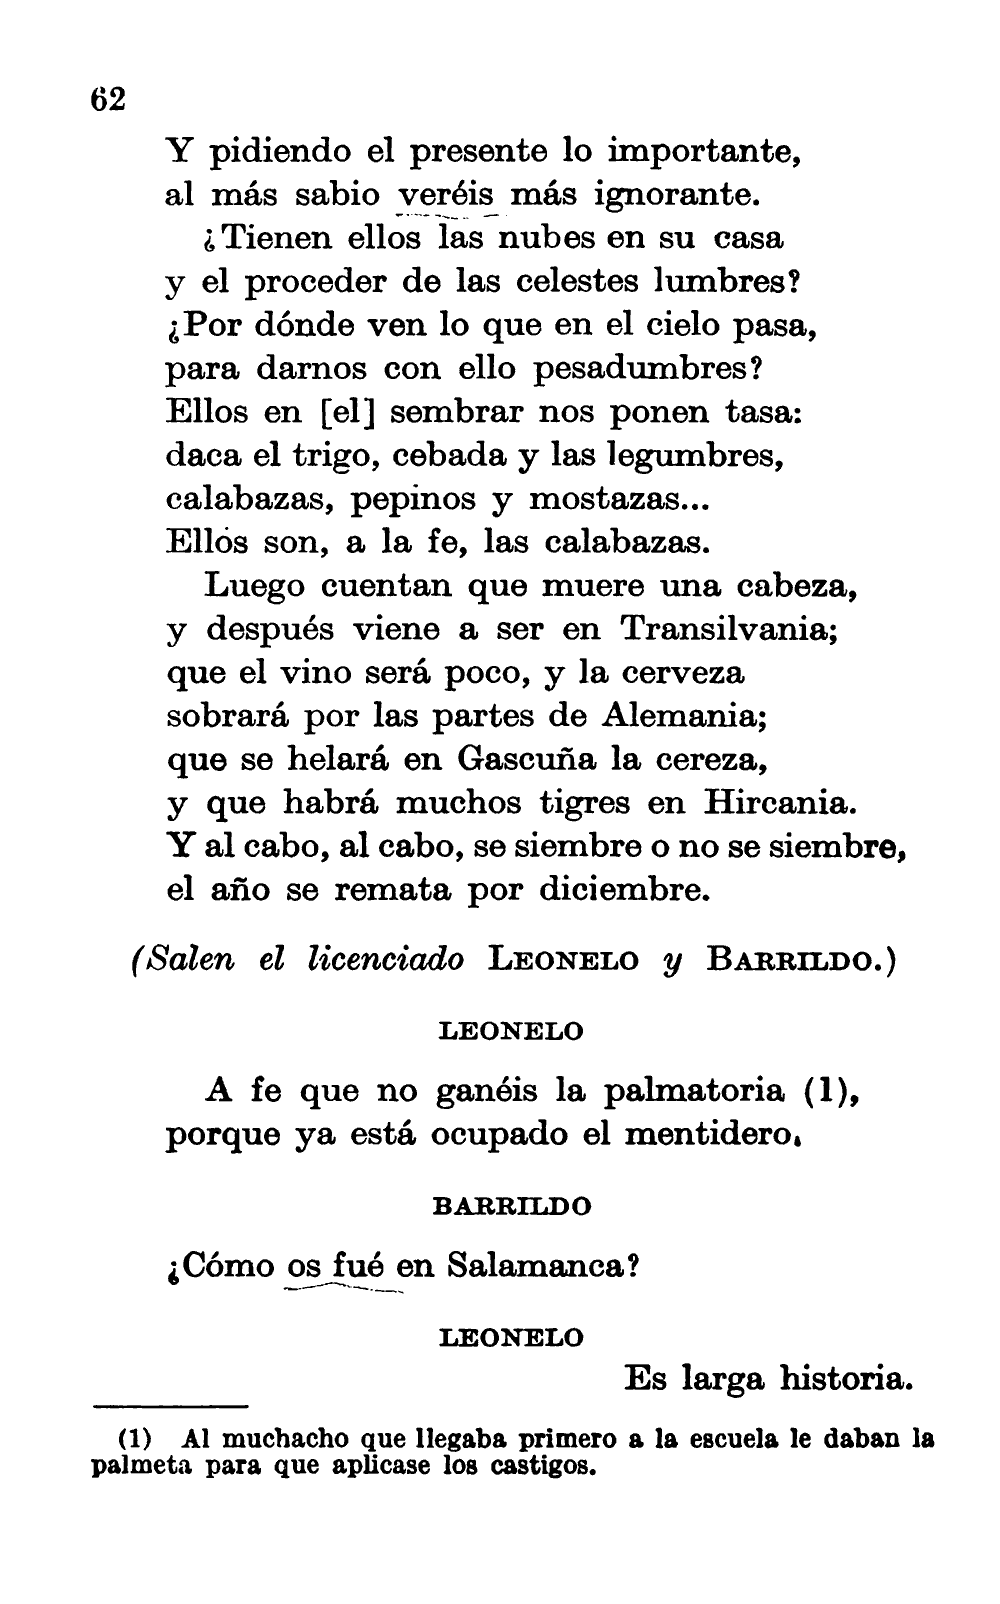 62
Y pidiendo el presente lo importante,
al más sabio veréis más ignorante.
¿Tienen ellos las nubes en su casa
y el proceder de las celestes lumbres?
¿Por dónde ven lo que en el cielo pasa,
para darnos con ello pesadumbres?
Ellos en [el] sembrar nos ponen tasa:
daca el trigo, cebada y las legumbres,
calabazas, pepinos y mostazas...
Ellos son, a la fe, las calabazas.
Luego cuentan que muere una cabeza,
y después viene a ser en Transilvania;
que el vino será poco, y la cerveza
sobrará por las partes de Alemania;
que se helará en Gascuña la cereza,
y que habrá muchos tigres en Hircania.
Y al cabo, al cabo, se siembre o no se siembre,
el año se remata por diciembre.
(Salen el licenciado LEONELO y BARRILDO.)
LEONELO
A fe que no ganéis la palmatoria (1),
porque ya está ocupado el mentidero.
BARRILDO
¿Cómo os fué en Salamanca?
LEONELO
Es larga historia.
(1) Al muchacho que llegaba primero a la escuela le daban la
palmeta para que aplicase los castigos.